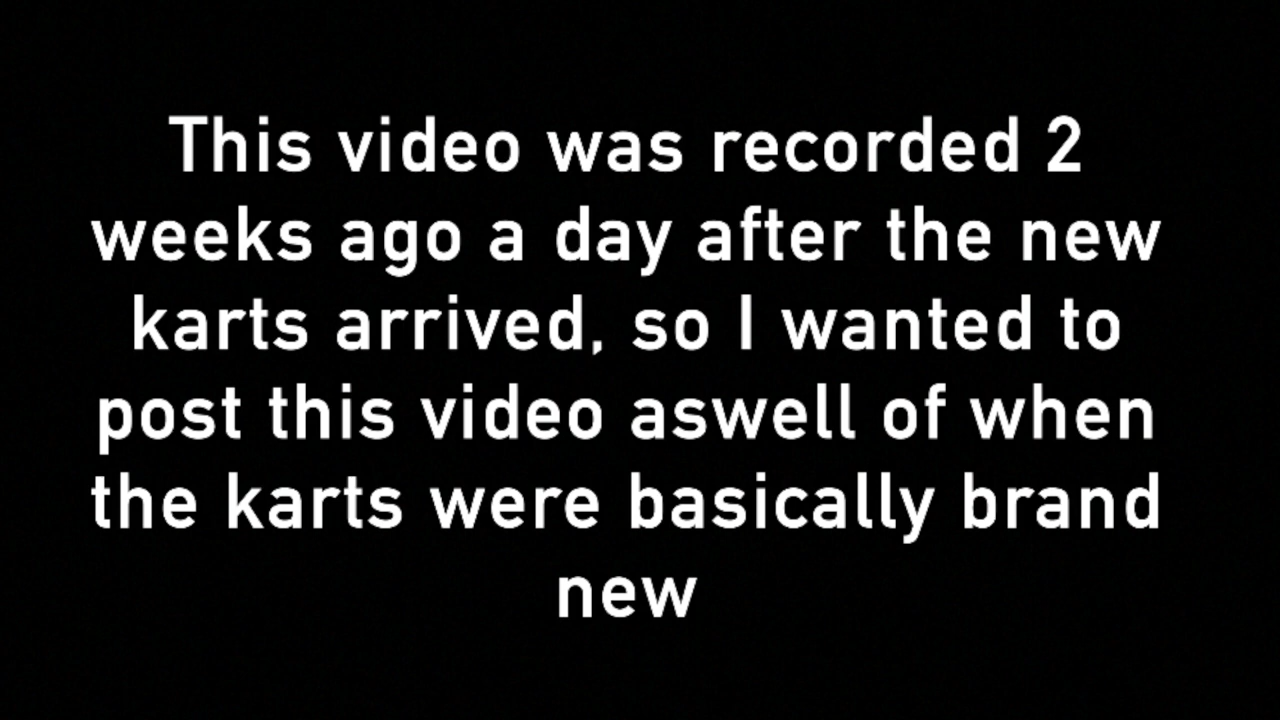 This video was recorded 2
weeks ago a day after the new
karts arrived, so I wanted to
post this video aswell of when
the karts were basically brand
new